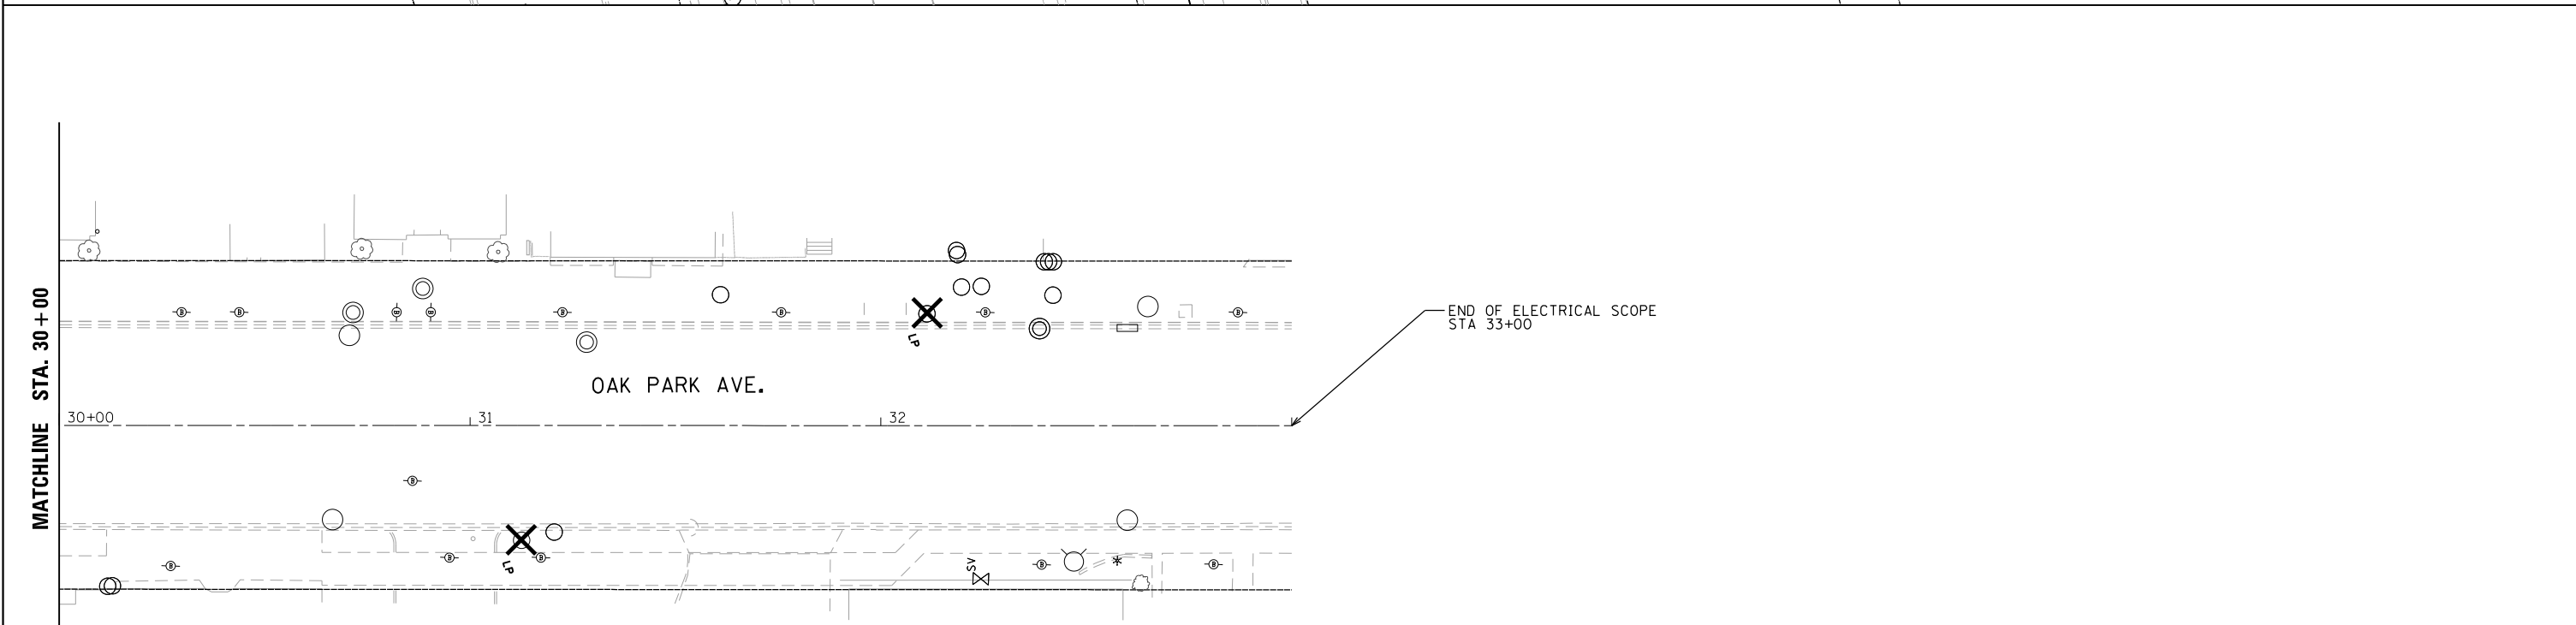 MATCHLINE STA. 30+00
LP
END OF ELECTRICAL SCOPE
STA 33+00
OAK PARK AVE.
30+00 31 32
LP
SV